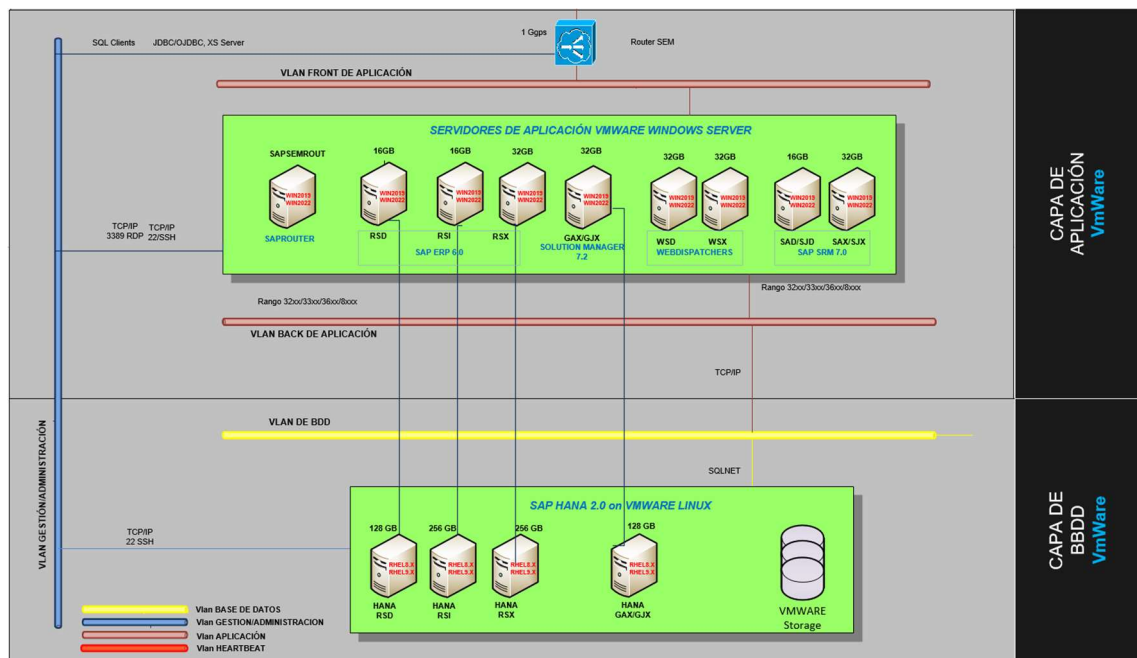 1 Ggps
SQL Clients JDBC/OJDBC, XS Server
Router SEM
VLAN FRONT DE APLICACIÓN
SERVIDORES DE APLICACIÓN VMWARE WINDOWS SERVER
SAPSEMROUT
16GB
16GB
32GB
32GB
32GB
32GB
16GB
32GB
WIN2019
WIN2022
WIN2019
WIN2022
WIN2019
WIN2022
WIN2019
WIN2022
WIN2019
WIN2022
WIN2019
WIN2022
WIN2019
WIN2022
WIN2019
WIN2022
WIN2019
WIN2022
SAPROUTER
RSD
RSI
RSX
SAP ERP 6.0
GAX/GJX
SOLUTION MANAGER
7.2
WSD
WSX
WEBDISPATCHERS
SAD/SJD
SAX/SJX
SAP SRM 7.0
TCP/IP
3389 RDP
TCP/IP
22/SSH
Rango 32xx/33xx/36xx/8xxx
Rango 32xx/33xx/36xx/8xxx
VLAN BACK DE APLICACIÓN
TCP/IP
CAPA DE
APLICACIÓN
VmWare
VLAN GESTIÓN/ADMINISTRACIÓN
VLAN DE BDD
SQLNET
SAP HANA 2.0 on VMWARE LINUX
TCP/IP
22 SSH
128 GB
256 GB
256 GB
128 GB
RHEL8.X
RHEL9.X
RHEL8.X
RHEL9.X
RHEL8.X
RHEL9.X
RHEL8.X
RHEL9.X
HANA
RSD
HANA
RSI
HANA
RSX
HANA
GAX/GJX
VMWARE
Storage
CAPA DE
BBDD
VmWare
Vlan BASE DE DATOS
Vlan GESTION/ADMINISTRACION
Vlan APLICACIÓN
Vlan HEARTBEAT